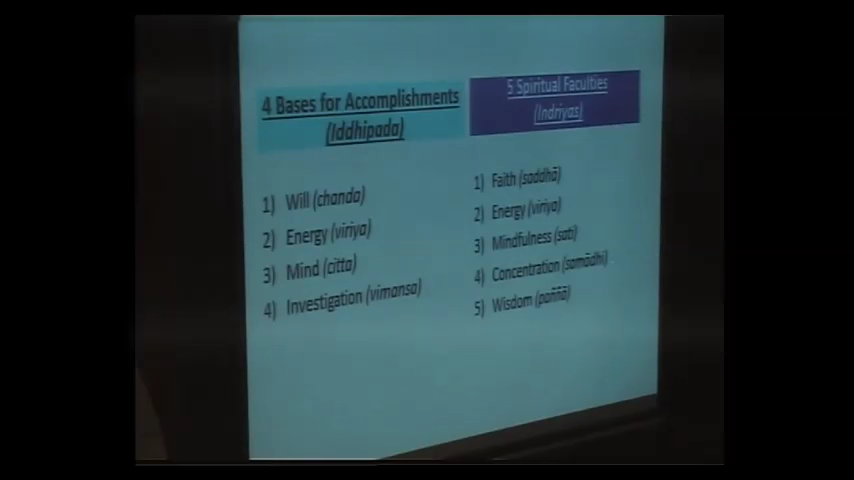 4 Bases for Accomplishments
(Iddhipada)
1) Will (chanda)
2) Energy (viriya)
3) Mind (citta)
4) Investigation (vimansa)
5 Spiritual Faculties
(Indriyas)
1) Faith (saddhā)
2) Energy (viriya)
3) Mindfulness (sati)
4) Concentration (samādhi)
5) Wisdom (paññā)